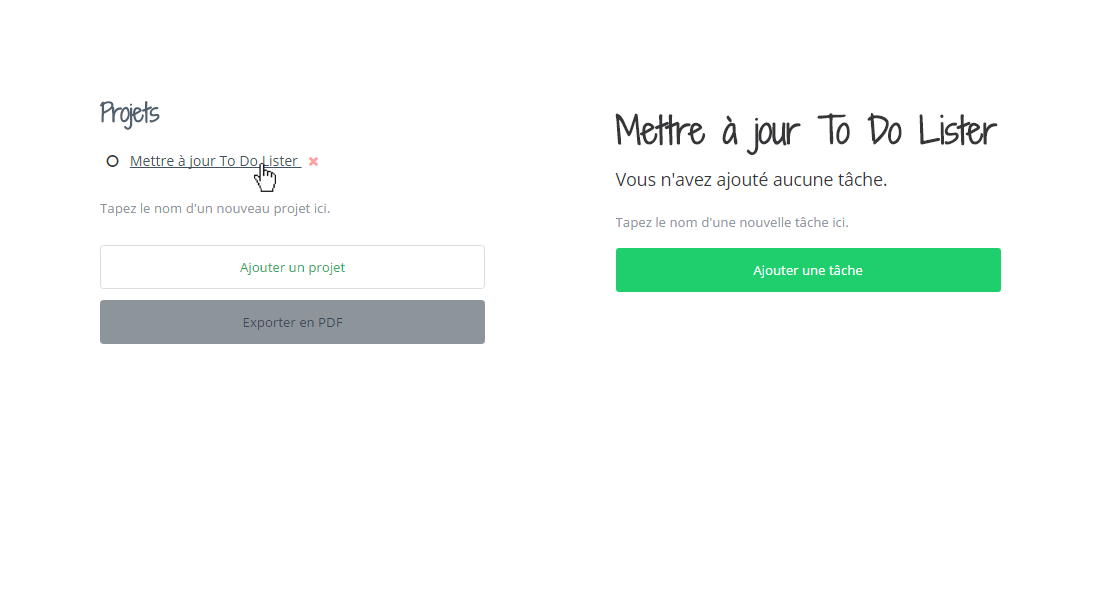 Projets
Mettre à jour To Do Lister
Tapez le nom d'un nouveau projet ici.
Ajouter un projet
Exporter en PDF
Mettre à jour To Do Lister
Vous n'avez ajouté aucune tâche.
Tapez le nom d'une nouvelle tâche ici.
Ajouter une tâche